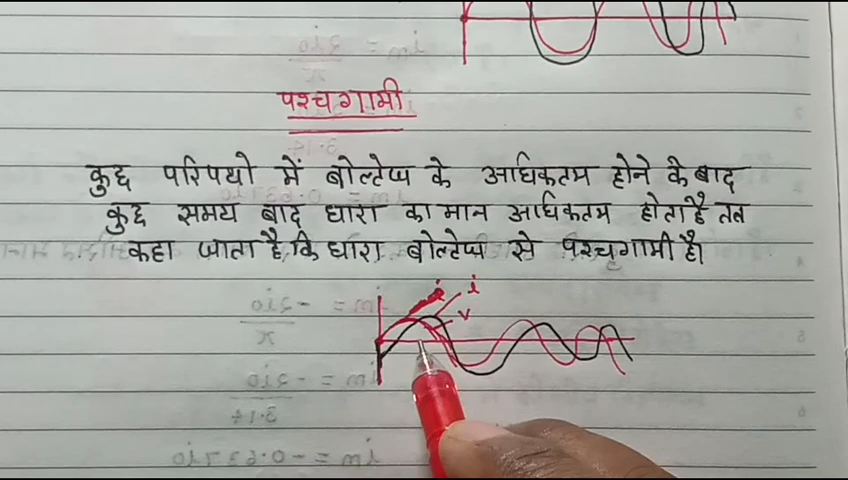 पश्चगामी
कुछ परिपथो में वोल्टेज के अधिकतम होने के बाद
कुछ समय बाद धारा का मान अधिकतम होता है तब
कहा जाता है कि धारा वोल्टेज से पश्चगामी है।
i
V